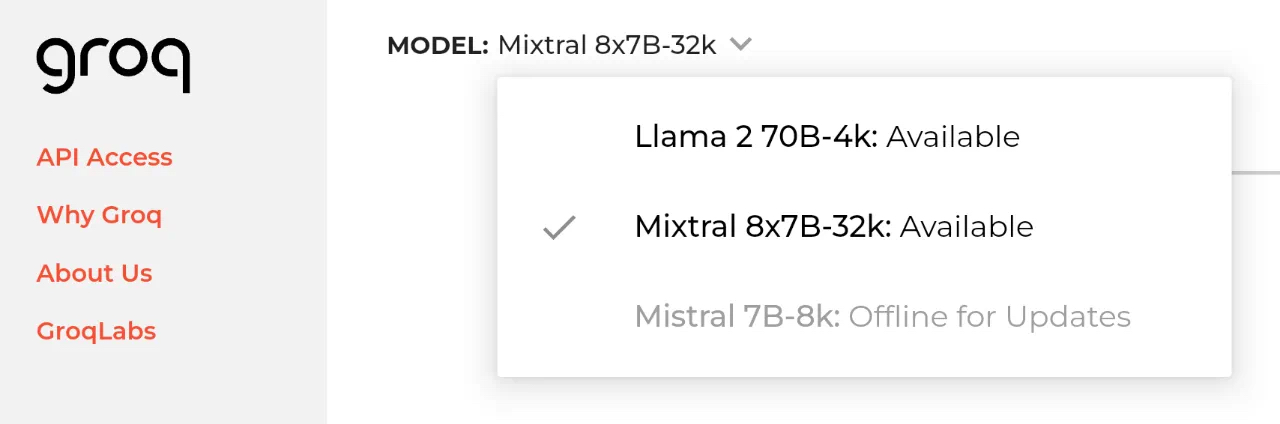 groq
API Access
Why Groq
About Us
GroqLabs
MODEL: Mixtral 8x7B-32k
Llama 2 70B-4k: Available
Mixtral 8x7B-32k: Available
Mistral 7B-8k: Offline for Updates